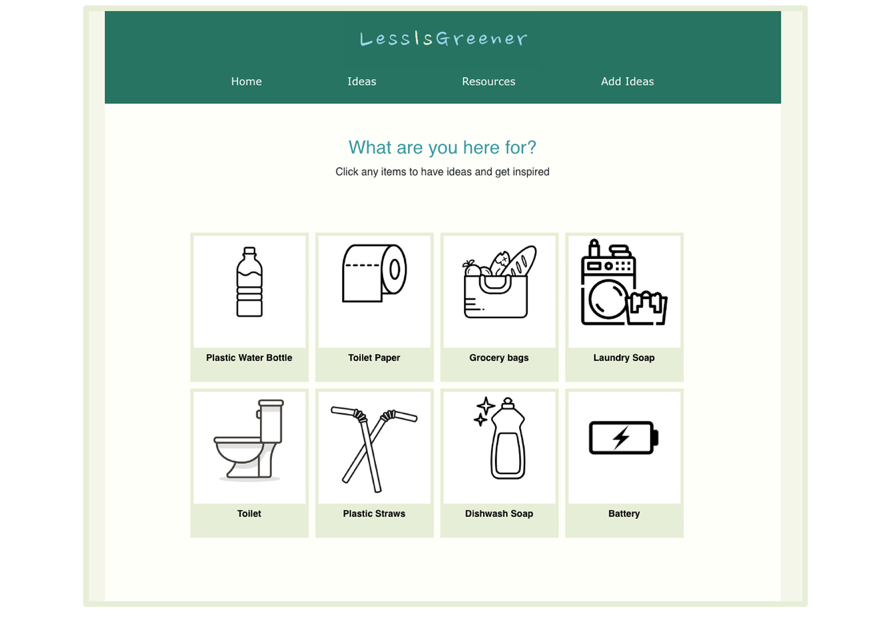 LessIsGreener
Home Ideas Resources Add Ideas
What are you here for?
Click any items to have ideas and get inspired
Plastic Water Bottle Toilet Paper Grocery bags Laundry Soap
Toilet Plastic Straws Dishwash Soap Battery